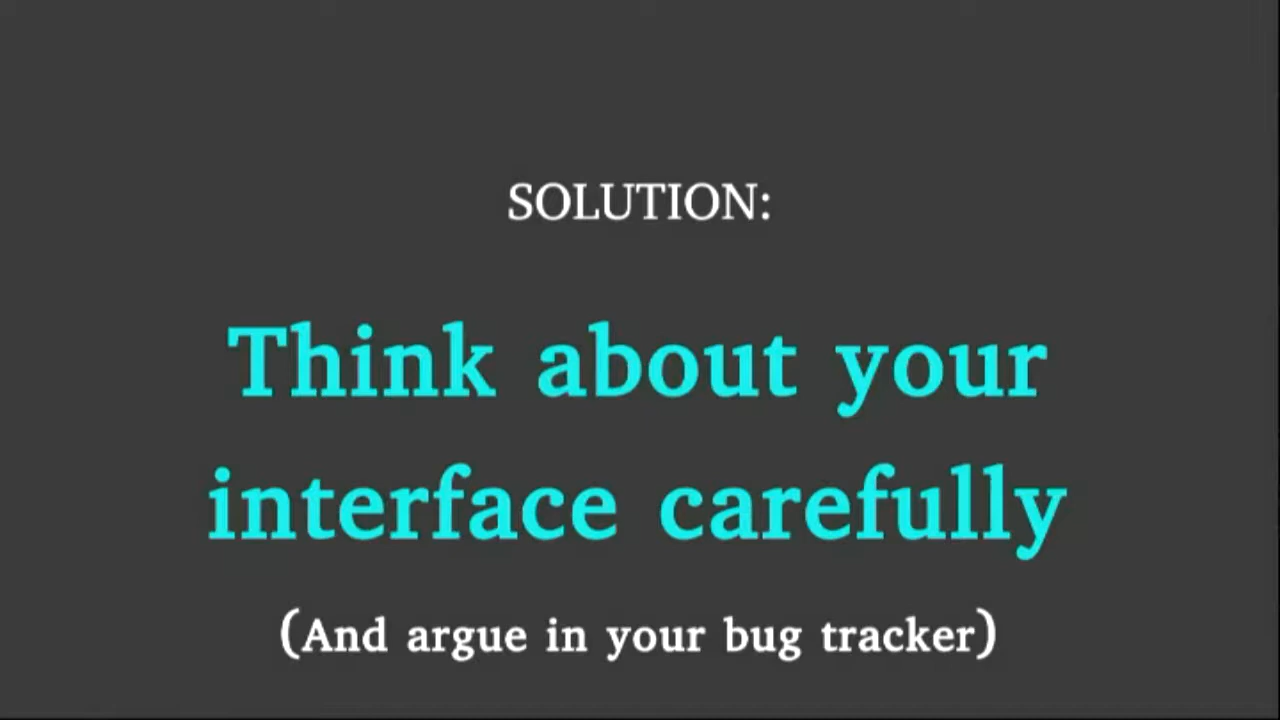 SOLUTION:
Think about your
interface carefully
(And argue in your bug tracker)